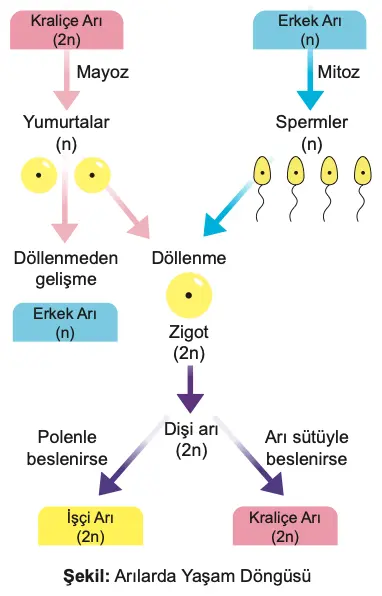 Kraliçe Arı
(2n)
Erkek Arı
(n)
Mayoz
Mitoz
Yumurtalar
(n)
Spermler
(n)
Döllenmeden
gelişme
Döllenme
Erkek Arı
(n)
Zigot
(2n)
Dişi arı
(2n)
Polenle
beslenirse
Arı sütüyle
beslenirse
İşçi Arı
(2n)
Kraliçe Arı
(2n)
Şekil: Arılarda Yaşam Döngüsü